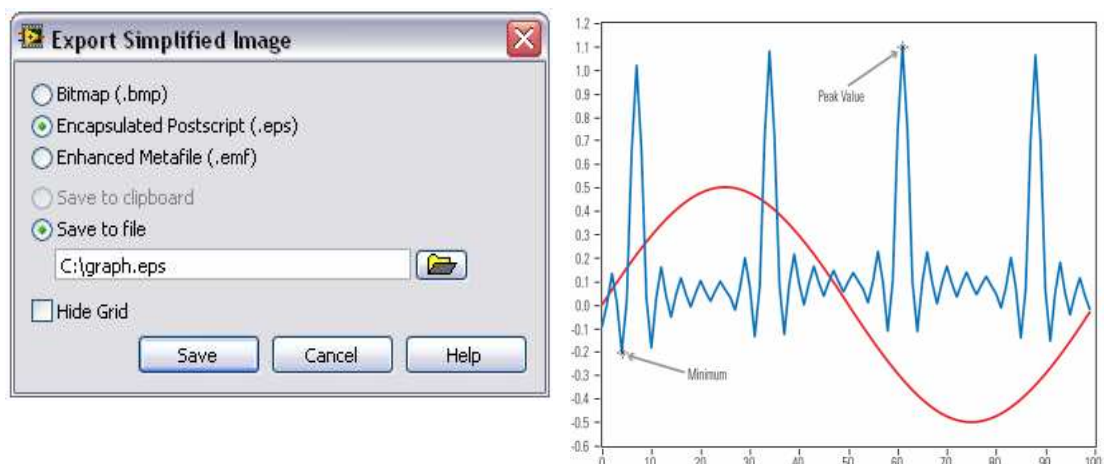 Export Simplified Image
Bitmap (.bmp)
Encapsulated Postscript (.eps)
Enhanced Metafile (.emf)
Save to clipboard
Save to file
C:\graph.eps
Hide Grid
Save Cancel Help
1.2
1.1
1.0
0.9
Peak Value
0.8
0.7
0.6
0.5
0.4
0.3
0.2
0.1
0.0
-0.1
-0.2
-0.3
Minimum
-0.4
-0.5
-0.6
0 10 20 30 40 50 60 70 80 90 100